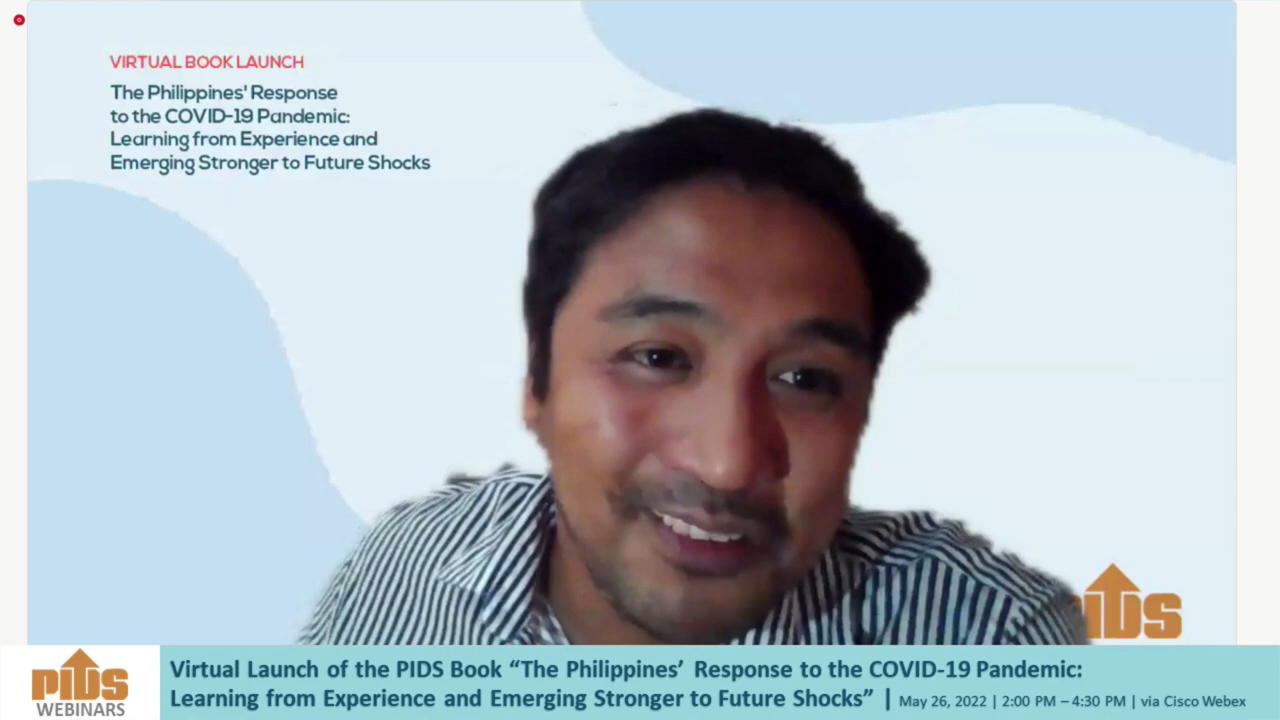 VIRTUAL BOOK LAUNCH
The Philippines' Response
to the COVID-19 Pandemic:
Learning from Experience and
Emerging Stronger to Future Shocks
PIDS
PIDS
WEBINARS
Virtual Launch of the PIDS Book “The Philippines’ Response to the COVID-19 Pandemic:
Learning from Experience and Emerging Stronger to Future Shocks” | May 26, 2022 | 2:00 PM – 4:30 PM | via Cisco Webex